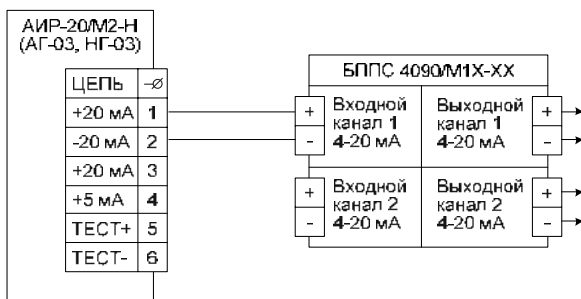 АИР-20/М2-Н
(АГ-03, НГ-03)
ЦЕПЬ -Ø
+20 мА 1
-20 мА 2
+20 мА 3
+5 мА 4
ТЕСТ+ 5
ТЕСТ- 6
БППС 4090/М1Х-ХХ
+ Входной Выходной +
канал 1 канал 1
- 4-20 мА 4-20 мА -
+ Входной Выходной +
канал 2 канал 2
- 4-20 мА 4-20 мА -